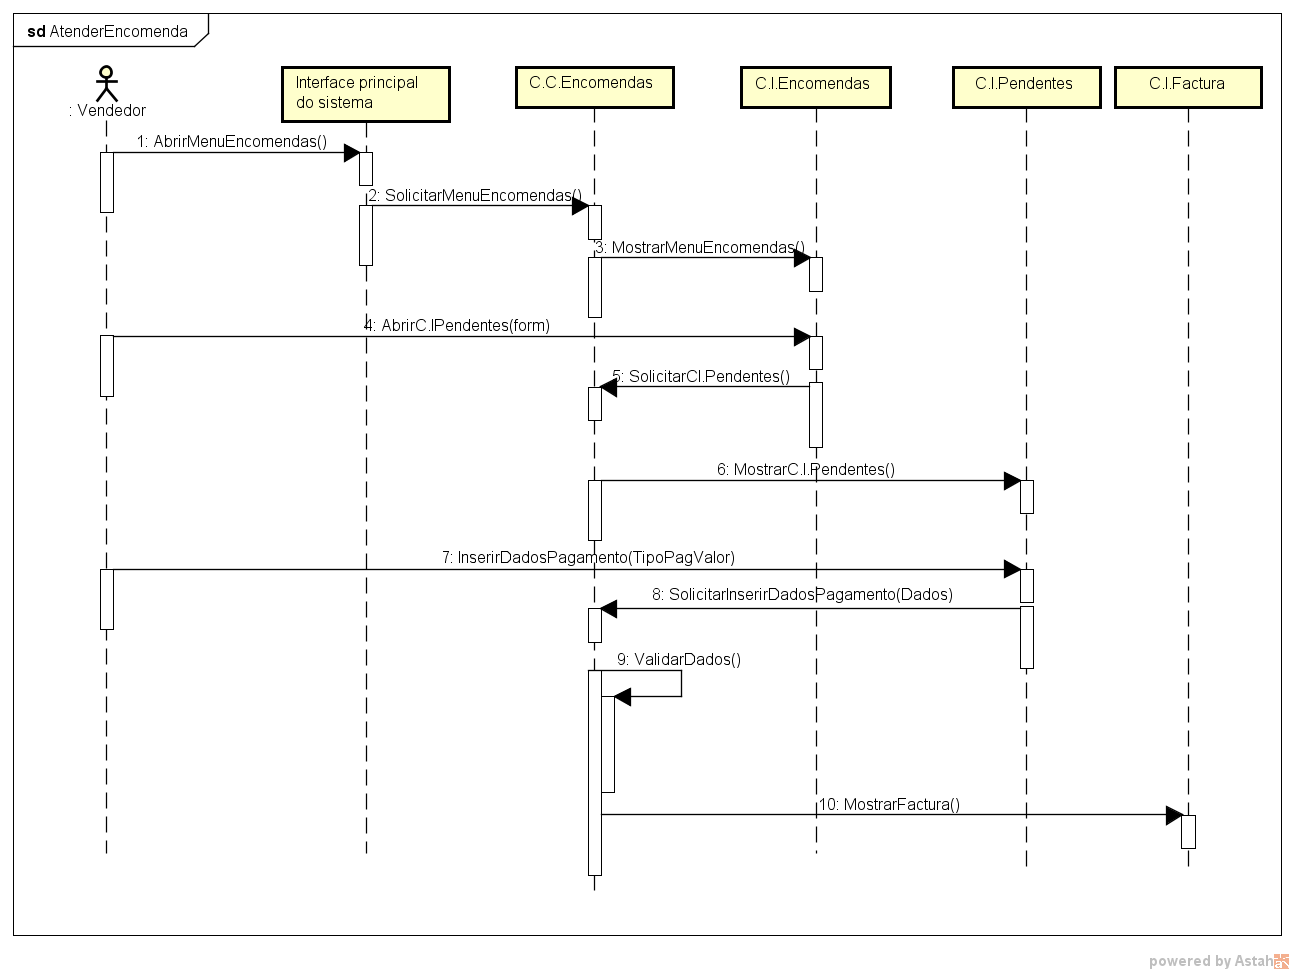 sd AtenderEncomenda
: Vendedor
Interface principal
do sistema
C.C.Encomendas
C.I.Encomendas
C.I.Pendentes
C.I.Factura
1: AbrirMenuEncomendas()
2: SolicitarMenuEncomendas()
3: MostrarMenuEncomendas()
4: AbrirC.IPendentes(form)
5: SolicitarCI.Pendentes()
6: MostrarC.I.Pendentes()
7: InserirDadosPagamento(TipoPagValor)
8: SolicitarInserirDadosPagamento(Dados)
9: ValidarDados()
10: MostrarFactura()
powered by Astah